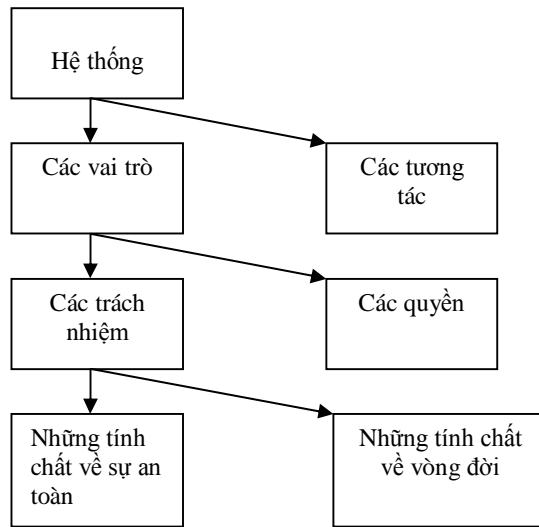 Hệ thống
Các vai trò
Các tương
tác
Các trách
nhiệm
Các quyền
Những tính
chất về sự an
toàn
Những tính chất
về vòng đời